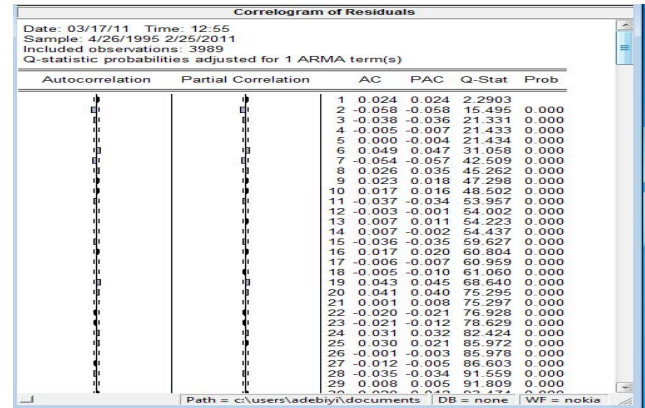 Correlogram of Residuals
Date: 03/17/11 Time: 12:55
Sample: 4/26/1995 2/25/2011
Included observations: 3989
Q-statistic probabilities adjusted for 1 ARMA term(s)
Autocorrelation Partial Correlation AC PAC Q-Stat Prob
1 0.024 0.024 2.2903
2 -0.058 -0.058 15.495 0.000
3 -0.038 -0.036 21.331 0.000
4 -0.005 -0.007 21.433 0.000
5 0.000 -0.004 21.434 0.000
6 0.049 0.047 31.058 0.000
7 -0.054 -0.057 42.509 0.000
8 0.026 0.035 45.262 0.000
9 0.023 0.018 47.298 0.000
10 0.017 0.016 48.502 0.000
11 -0.037 -0.034 53.957 0.000
12 -0.003 -0.001 54.002 0.000
13 0.007 0.011 54.223 0.000
14 0.007 -0.002 54.437 0.000
15 -0.036 -0.035 59.627 0.000
16 0.017 0.020 60.804 0.000
17 -0.006 -0.007 60.959 0.000
18 -0.005 -0.010 61.060 0.000
19 0.043 0.045 68.640 0.000
20 0.041 0.040 75.295 0.000
21 0.001 0.008 75.297 0.000
22 -0.020 -0.021 76.928 0.000
23 -0.021 -0.012 78.629 0.000
24 0.031 0.032 82.424 0.000
25 0.030 0.021 85.972 0.000
26 -0.001 -0.003 85.978 0.000
27 -0.012 -0.005 86.603 0.000
28 -0.035 -0.034 91.559 0.000
29 0.008 0.005 91.809 0.000
Path = c:\users\adebiyi\documents DB = none WF = nokia